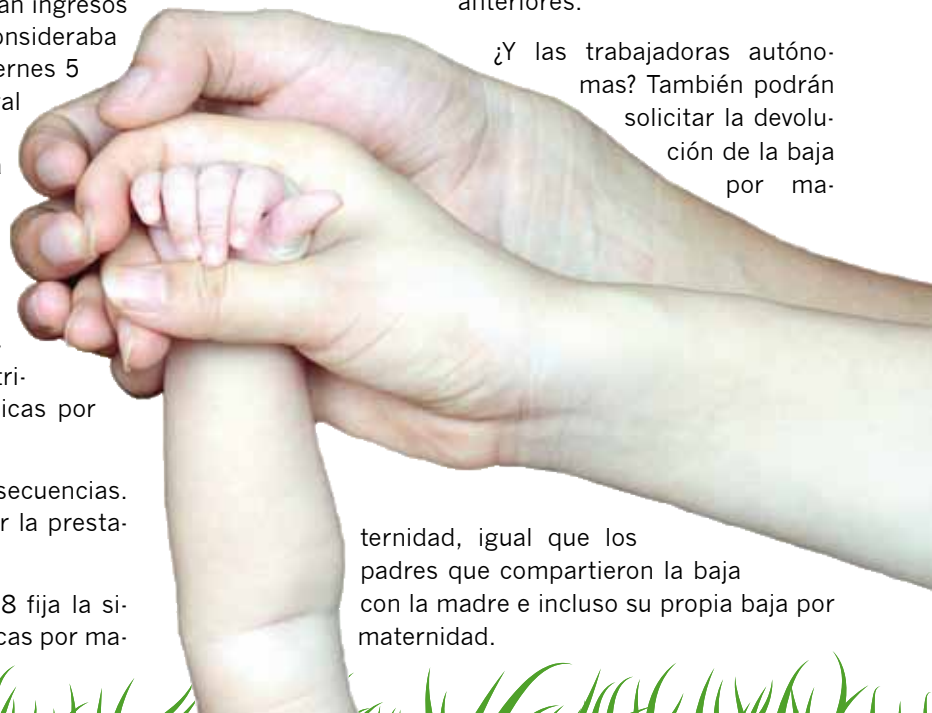 an ingresos
onsideraba
ernes 5
al
tri-
icas por
secuencias.
r la presta-
8 fija la si-
cas por ma-
anteriores.
¿Y las trabajadoras autóno-
mas? También podrán
solicitar la devolu-
ción de la baja
por ma-
ternidad, igual que los
padres que compartieron la baja
con la madre e incluso su propia baja por
maternidad.